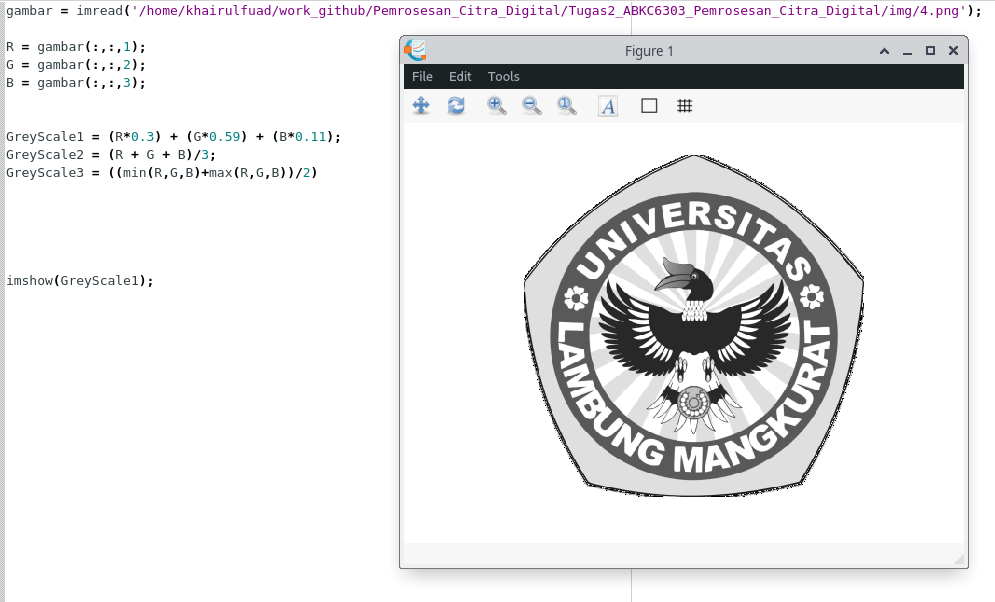 gambar = imread('/home/khairulfuad/work_github/Pemrosesan_Citra_Digital/Tugas2_ABKC6303_Pemrosesan_Citra_Digital/img/4.png');
R = gambar(:,:,1);
G = gambar(:,:,2);
B = gambar(:,:,3);
GreyScale1 = (R*0.3) + (G*0.59) + (B*0.11);
GreyScale2 = (R + G + B)/3;
GreyScale3 = ((min(R,G,B)+max(R,G,B))/2)
imshow(GreyScale1);
Figure 1
File Edit Tools
A
UNIVERSITAS
LAMBUNG MANGKURAT